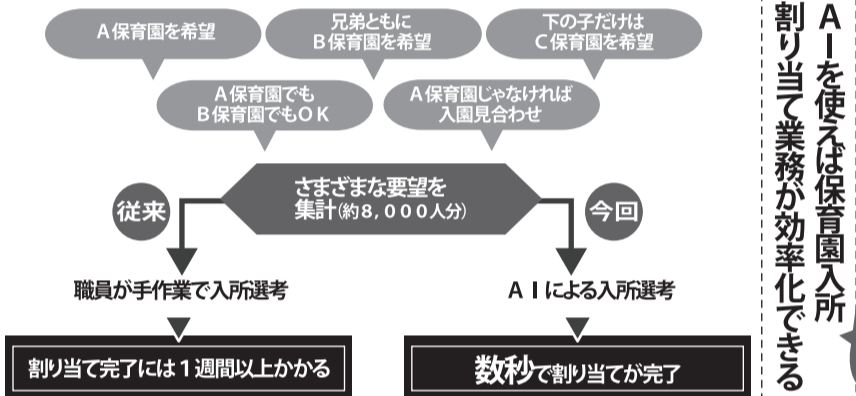 AIを使えば保育園入所
割り当て業務が効率化できる
A保育園を希望
兄弟ともに
B保育園を希望
下の子だけは
C保育園を希望
A保育園でも
B保育園でもOK
A保育園じゃなければ
入園見合わせ
さまざまな要望を
集計(約8,000人分)
従来
今回
職員が手作業で入所選考
AIによる入所選考
割り当て完了には1週間以上かかる
数秒で割り当てが完了